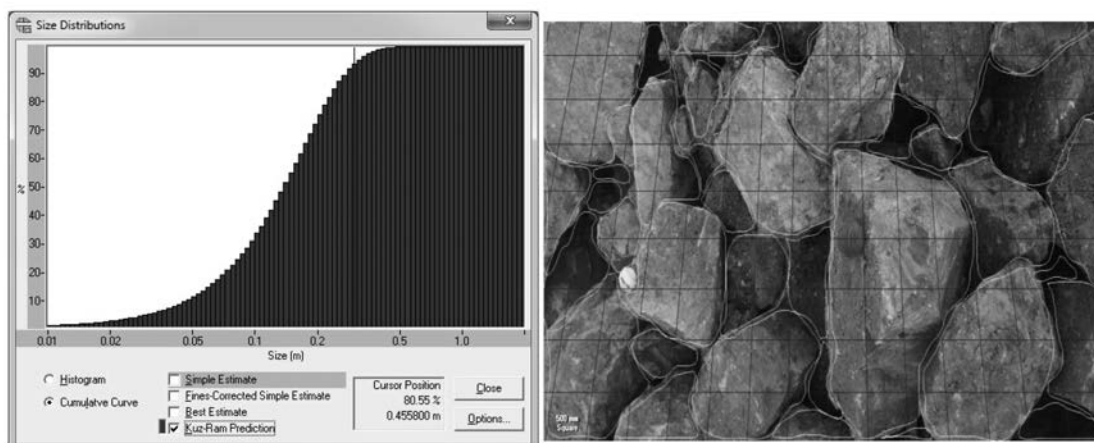 Size Distributions
x
%
90-
80-
70-
60-
50-
40-
30-
20-
10-
0.01 0.02 0.05 0.1 0.2 0.5 1.0
Size (m)
Histogram
Cumulatve Curve
Simple Estimate
Fines-Corrected Simple Estimate
Best Estimate
Kuz-Ram Prediction
Cursor Position
80.55 %
0.455800 m
Close
Options...
500 mm
Square